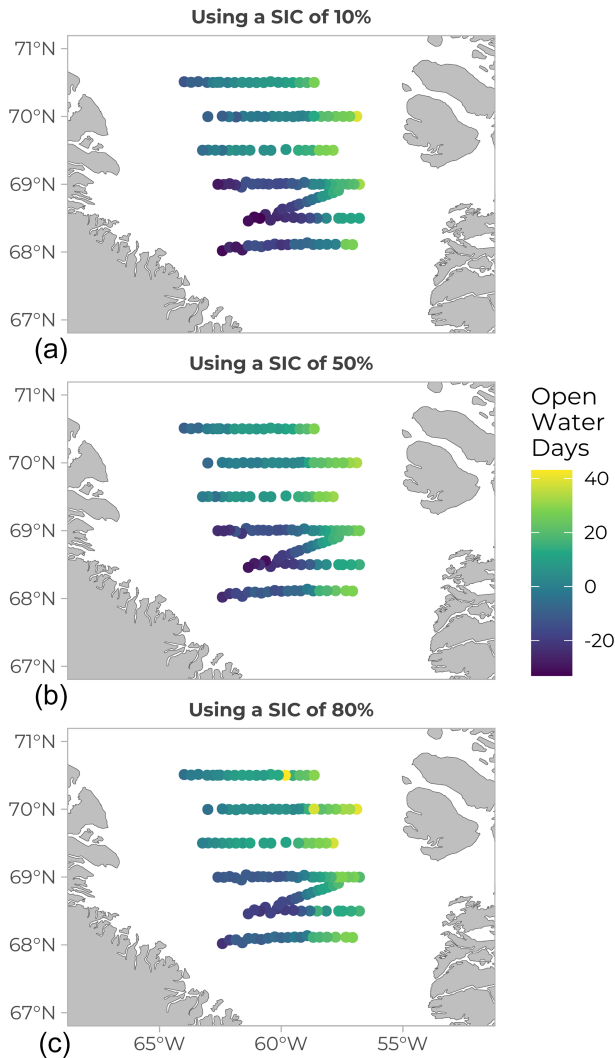 Using a SIC of 10%
71°N
70°N
69°N
68°N
67°N
(a)
Using a SIC of 50%
71°N
70°N
69°N
68°N
67°N
(b)
Open
Water
Days
40
20
0
-20
Using a SIC of 80%
71°N
70°N
69°N
68°N
67°N
(c)
65°W
60°W
55°W